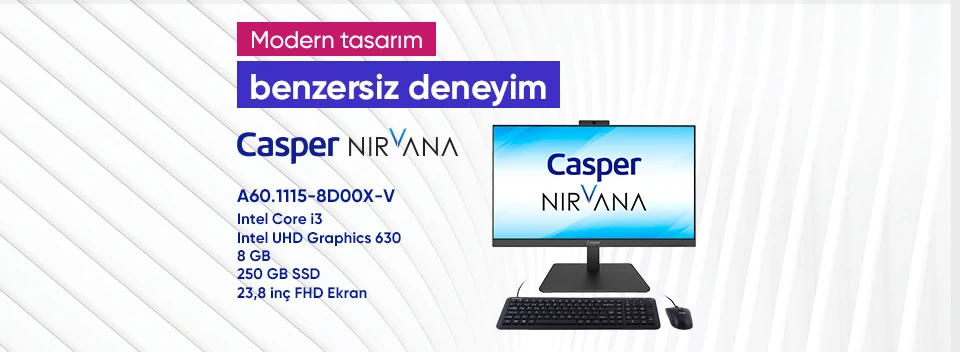 Modern tasarım
benzersiz deneyim
Casper NIRVANA
A60.1115-8D00X-V
Intel Core i3
Intel UHD Graphics 630
8 GB
250 GB SSD
23,8 inç FHD Ekran
Casper
NIRVANA
Casper